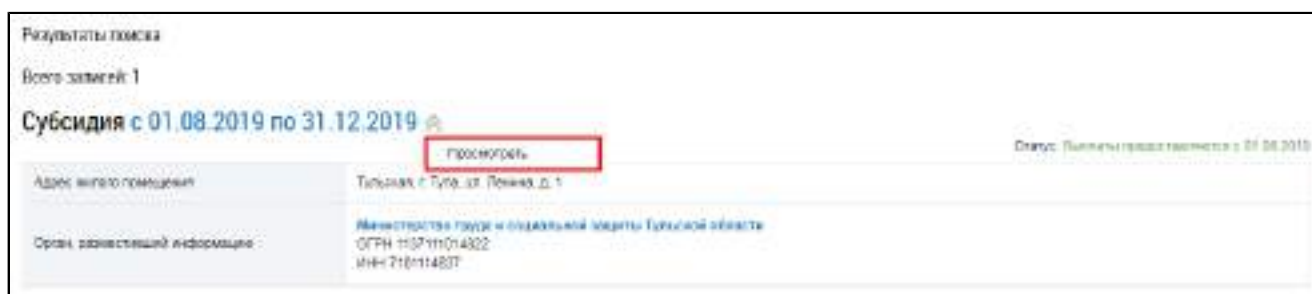 Результаты поиска
Всего записей: 1
Субсидия с 01.08.2019 по 31.12.2019
Просмотреть
Статус: Выплаты предоставляются с 01.08.2019
Адрес жилого помещения
Тульская, г. Тула, ул. Ленина, д. 1
Орган, разместивший информацию
Министерство труда и социальной защиты Тульской области
ОГРН 1137111014322
ИНН